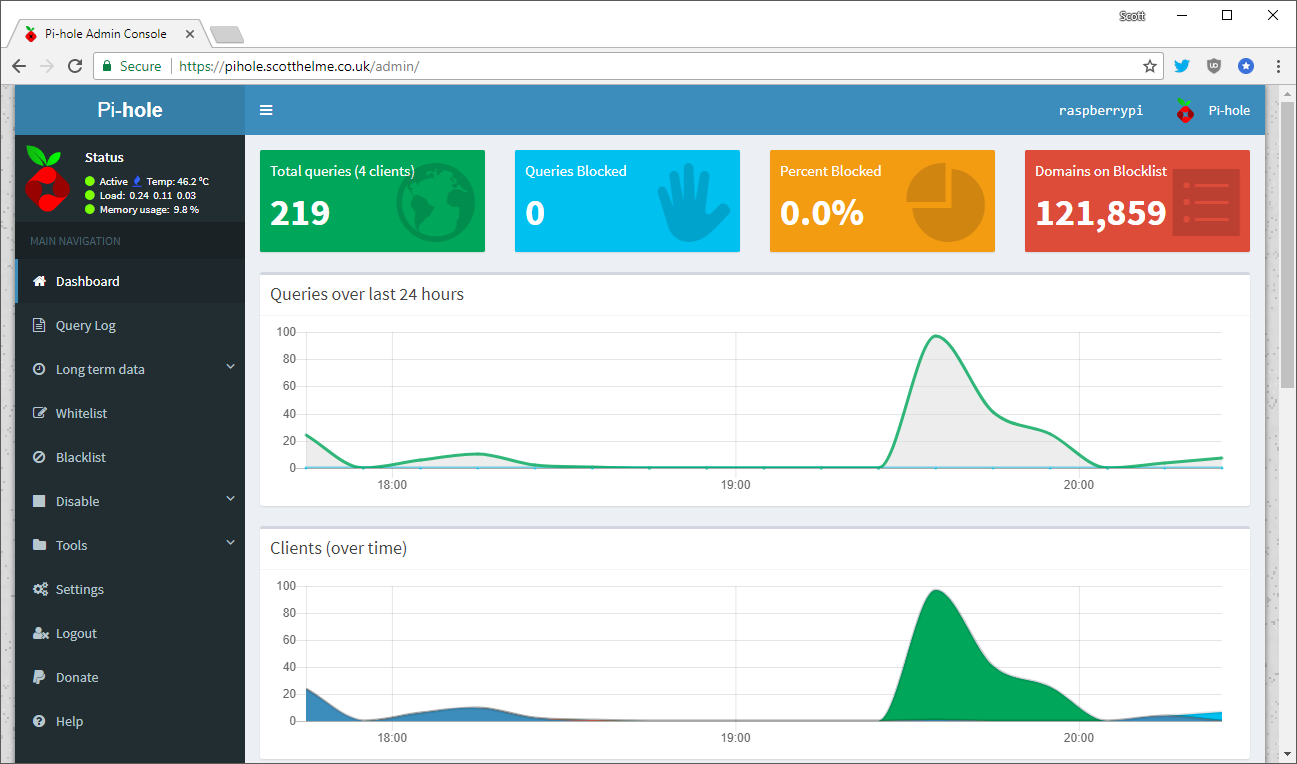 Scott
Pi-hole Admin Console
Secure https://pihole.scotthelme.co.uk/admin/
Pi-hole
raspberrypi Pi-hole
Status
Active Temp: 46.2 °C
Load: 0.24 0.11 0.03
Memory usage: 9.8 %
MAIN NAVIGATION
Dashboard
Query Log
Long term data
Whitelist
Blacklist
Disable
Tools
Settings
Logout
Donate
Help
Total queries (4 clients)
219
Queries Blocked
0
Percent Blocked
0.0%
Domains on Blocklist
121,859
Queries over last 24 hours
100
80
60
40
20
0
18:00 19:00 20:00
Clients (over time)
100
80
60
40
20
0
18:00 19:00 20:00